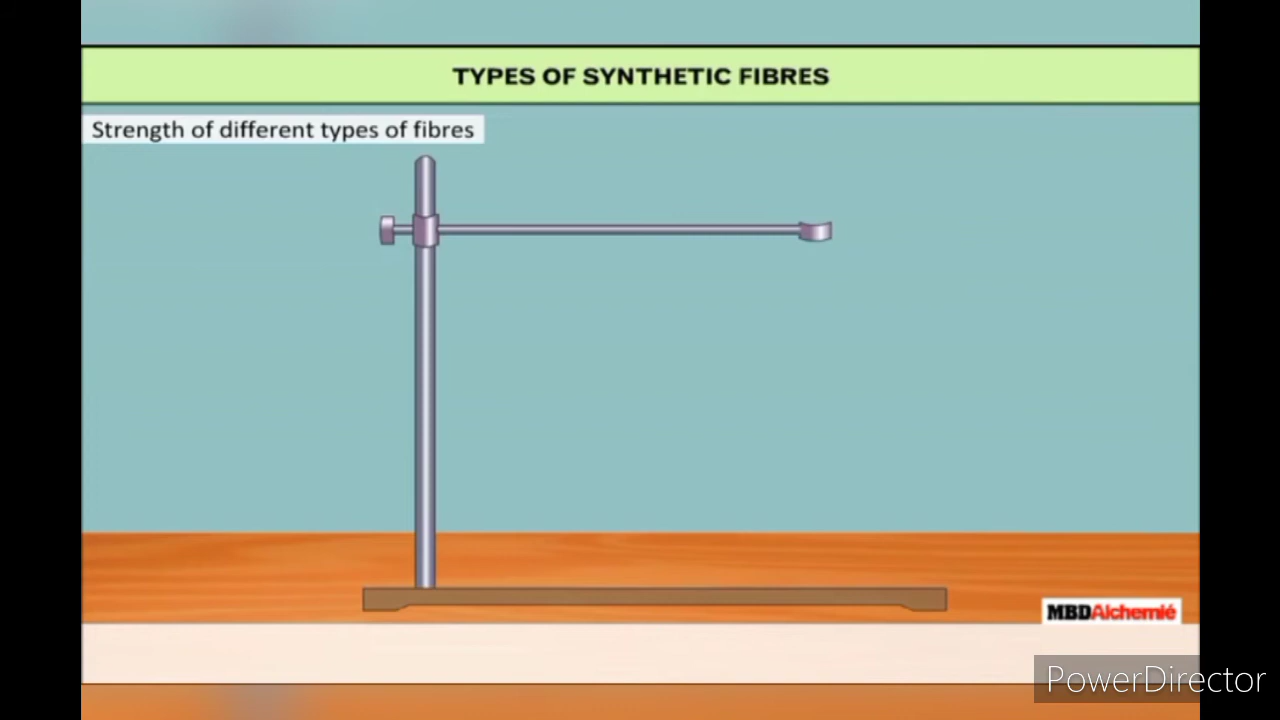 TYPES OF SYNTHETIC FIBRES
Strength of different types of fibres
MBDAlchemié
PowerDirector